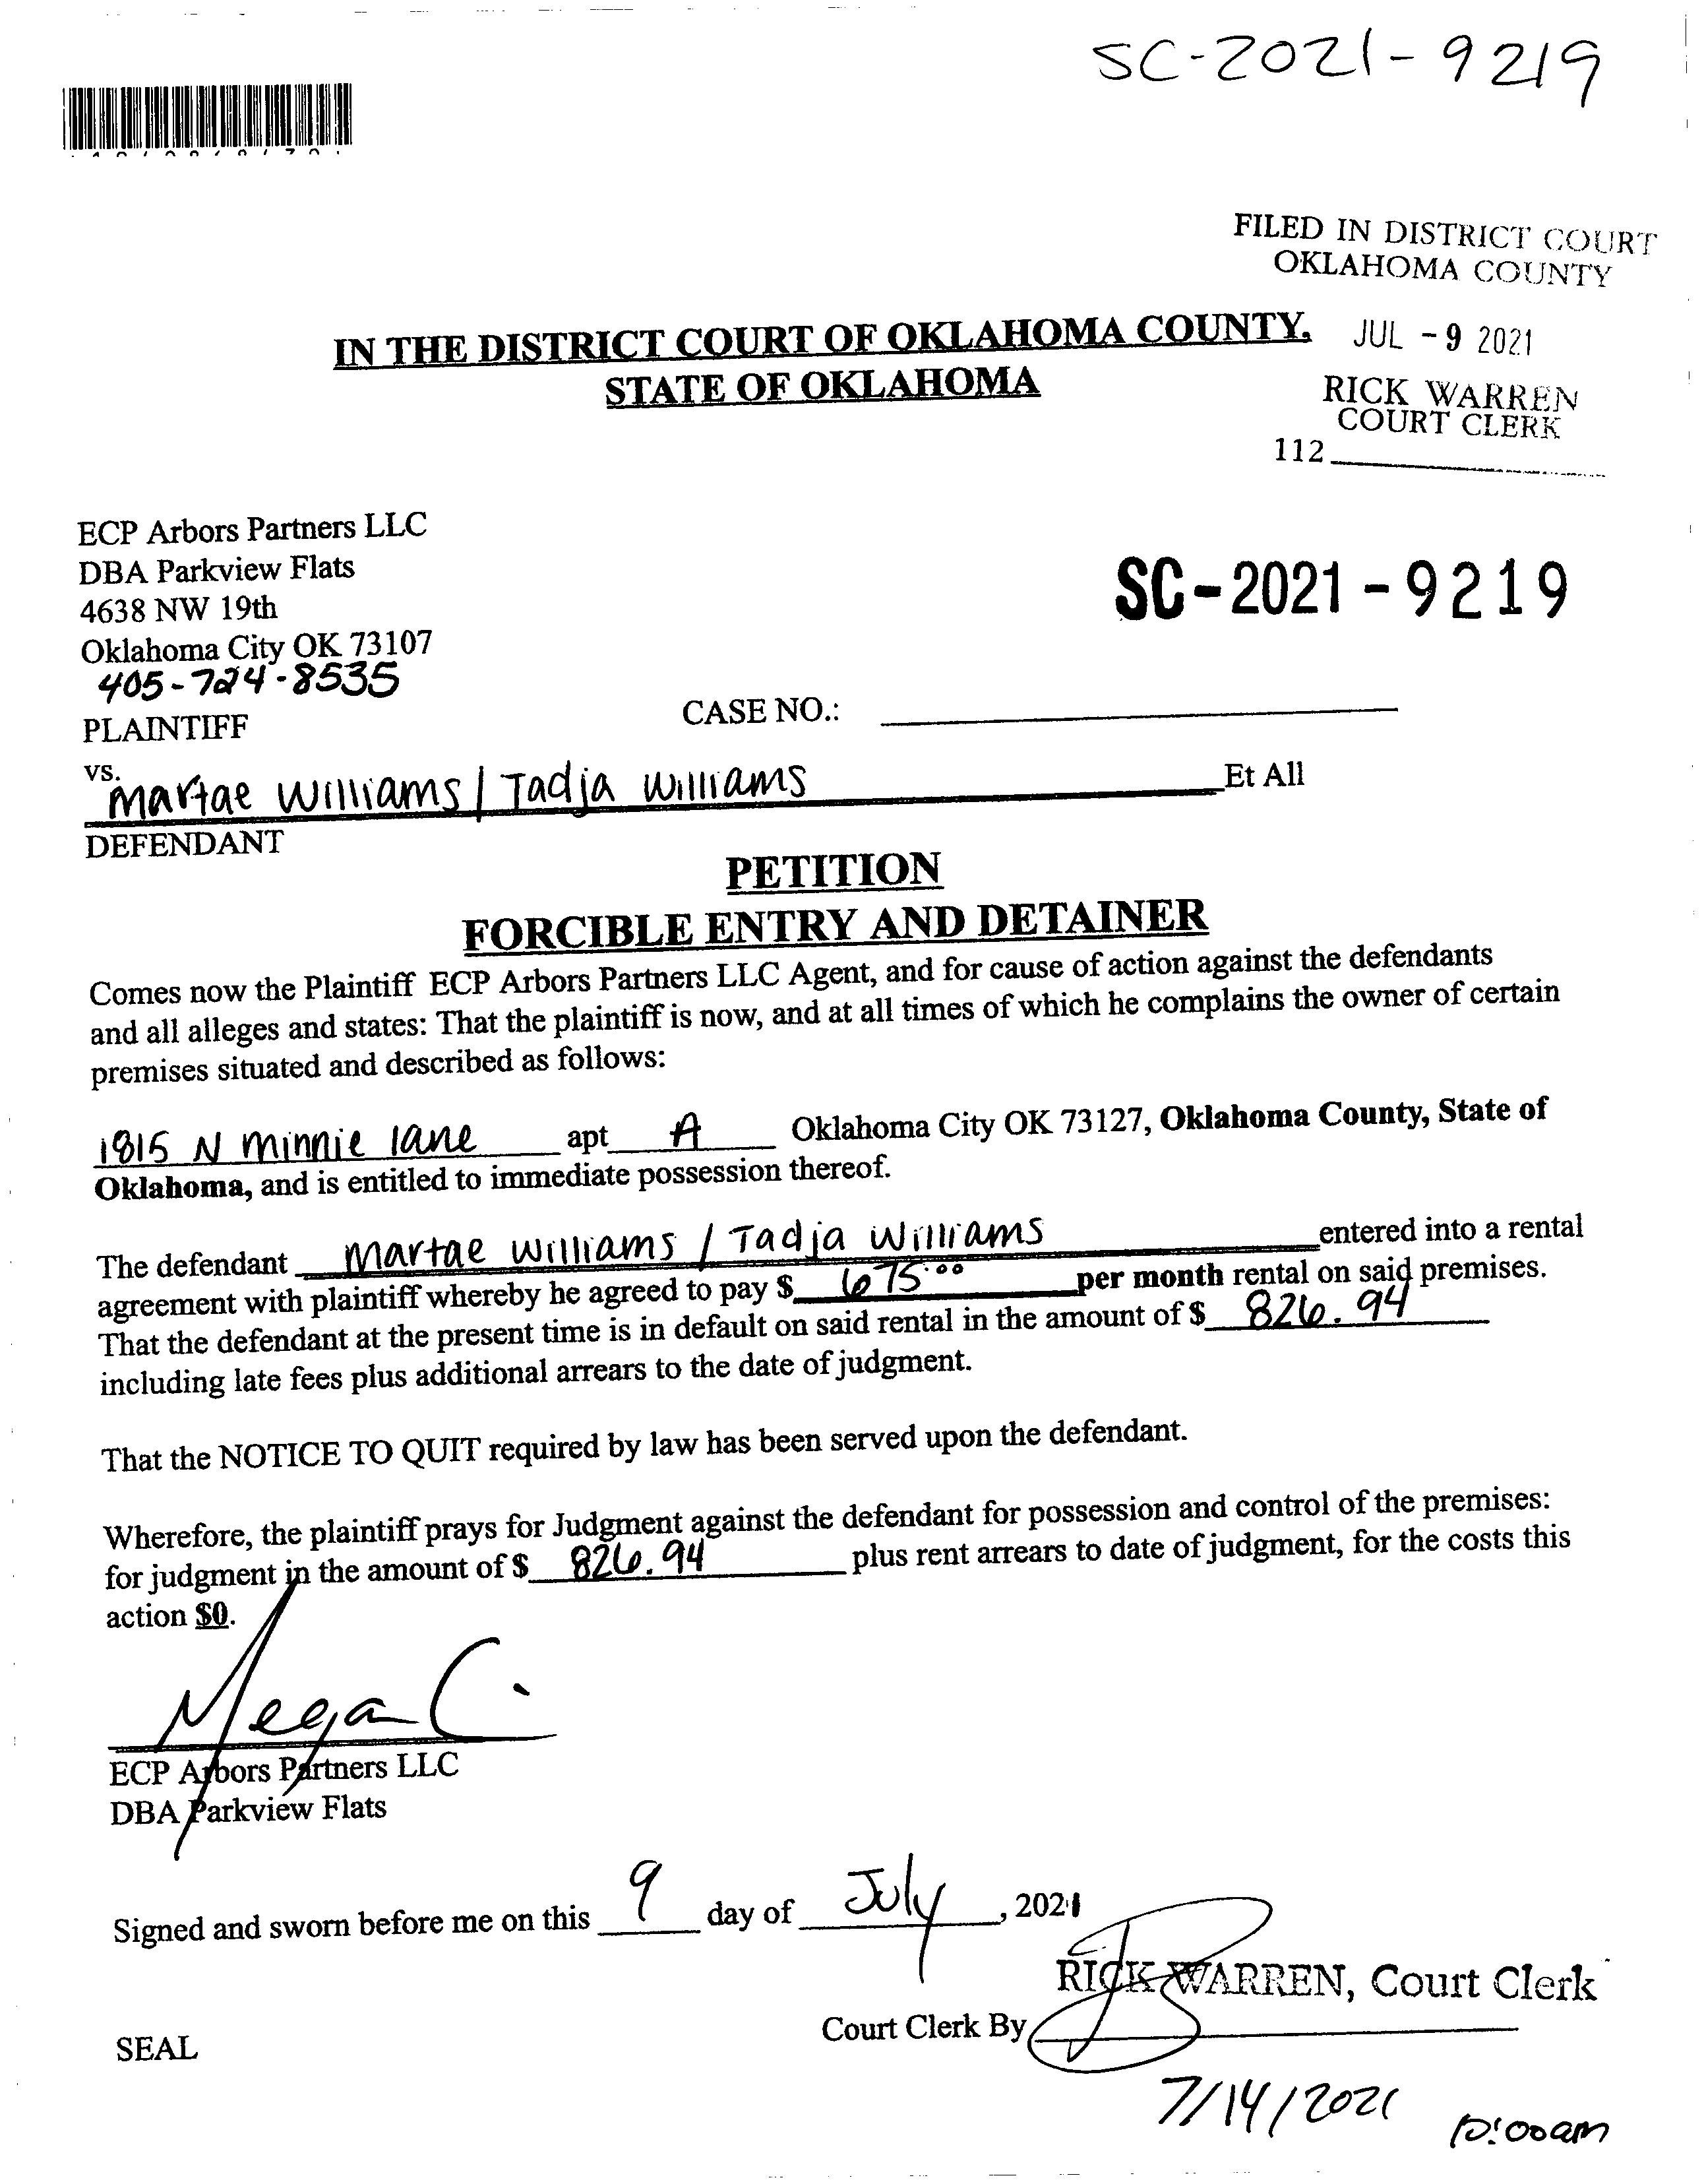 SC-2021-9219
FILED IN DISTRICT COURT
OKLAHOMA COUNTY
IN THE DISTRICT COURT OF OKLAHOMA COUNTY,
STATE OF OKLAHOMA
JUL - 9 2021
RICK WARREN
COURT CLERK
112
ECP Arbors Partners LLC
DBA Parkview Flats
4638 NW 19th
Oklahoma City OK 73107
405-724-8535
SC-2021-9219
PLAINTIFF
CASE NO.:
vs.
Martae Williams / Tadja Williams Et All
DEFENDANT
PETITION
FORCIBLE ENTRY AND DETAINER
Comes now the Plaintiff ECP Arbors Partners LLC Agent, and for cause of action against the defendants
and all alleges and states: That the plaintiff is now, and at all times of which he complains the owner of certain
premises situated and described as follows:
1815 N Minnie lane apt A Oklahoma City OK 73127, Oklahoma County, State of
Oklahoma, and is entitled to immediate possession thereof.
The defendant Martae Williams / Tadja Williams entered into a rental
agreement with plaintiff whereby he agreed to pay $ 675.00 per month rental on said premises.
That the defendant at the present time is in default on said rental in the amount of $ 826.94
including late fees plus additional arrears to the date of judgment.
That the NOTICE TO QUIT required by law has been served upon the defendant.
Wherefore, the plaintiff prays for Judgment against the defendant for possession and control of the premises:
for judgment in the amount of $ 826.94 plus rent arrears to date of judgment, for the costs this
action $0.
Megan C.
ECP Arbors Partners LLC
DBA Parkview Flats
Signed and sworn before me on this 9 day of July, 2021
RICK WARREN, Court Clerk
Court Clerk By
SEAL
7/14/2021
10:00am